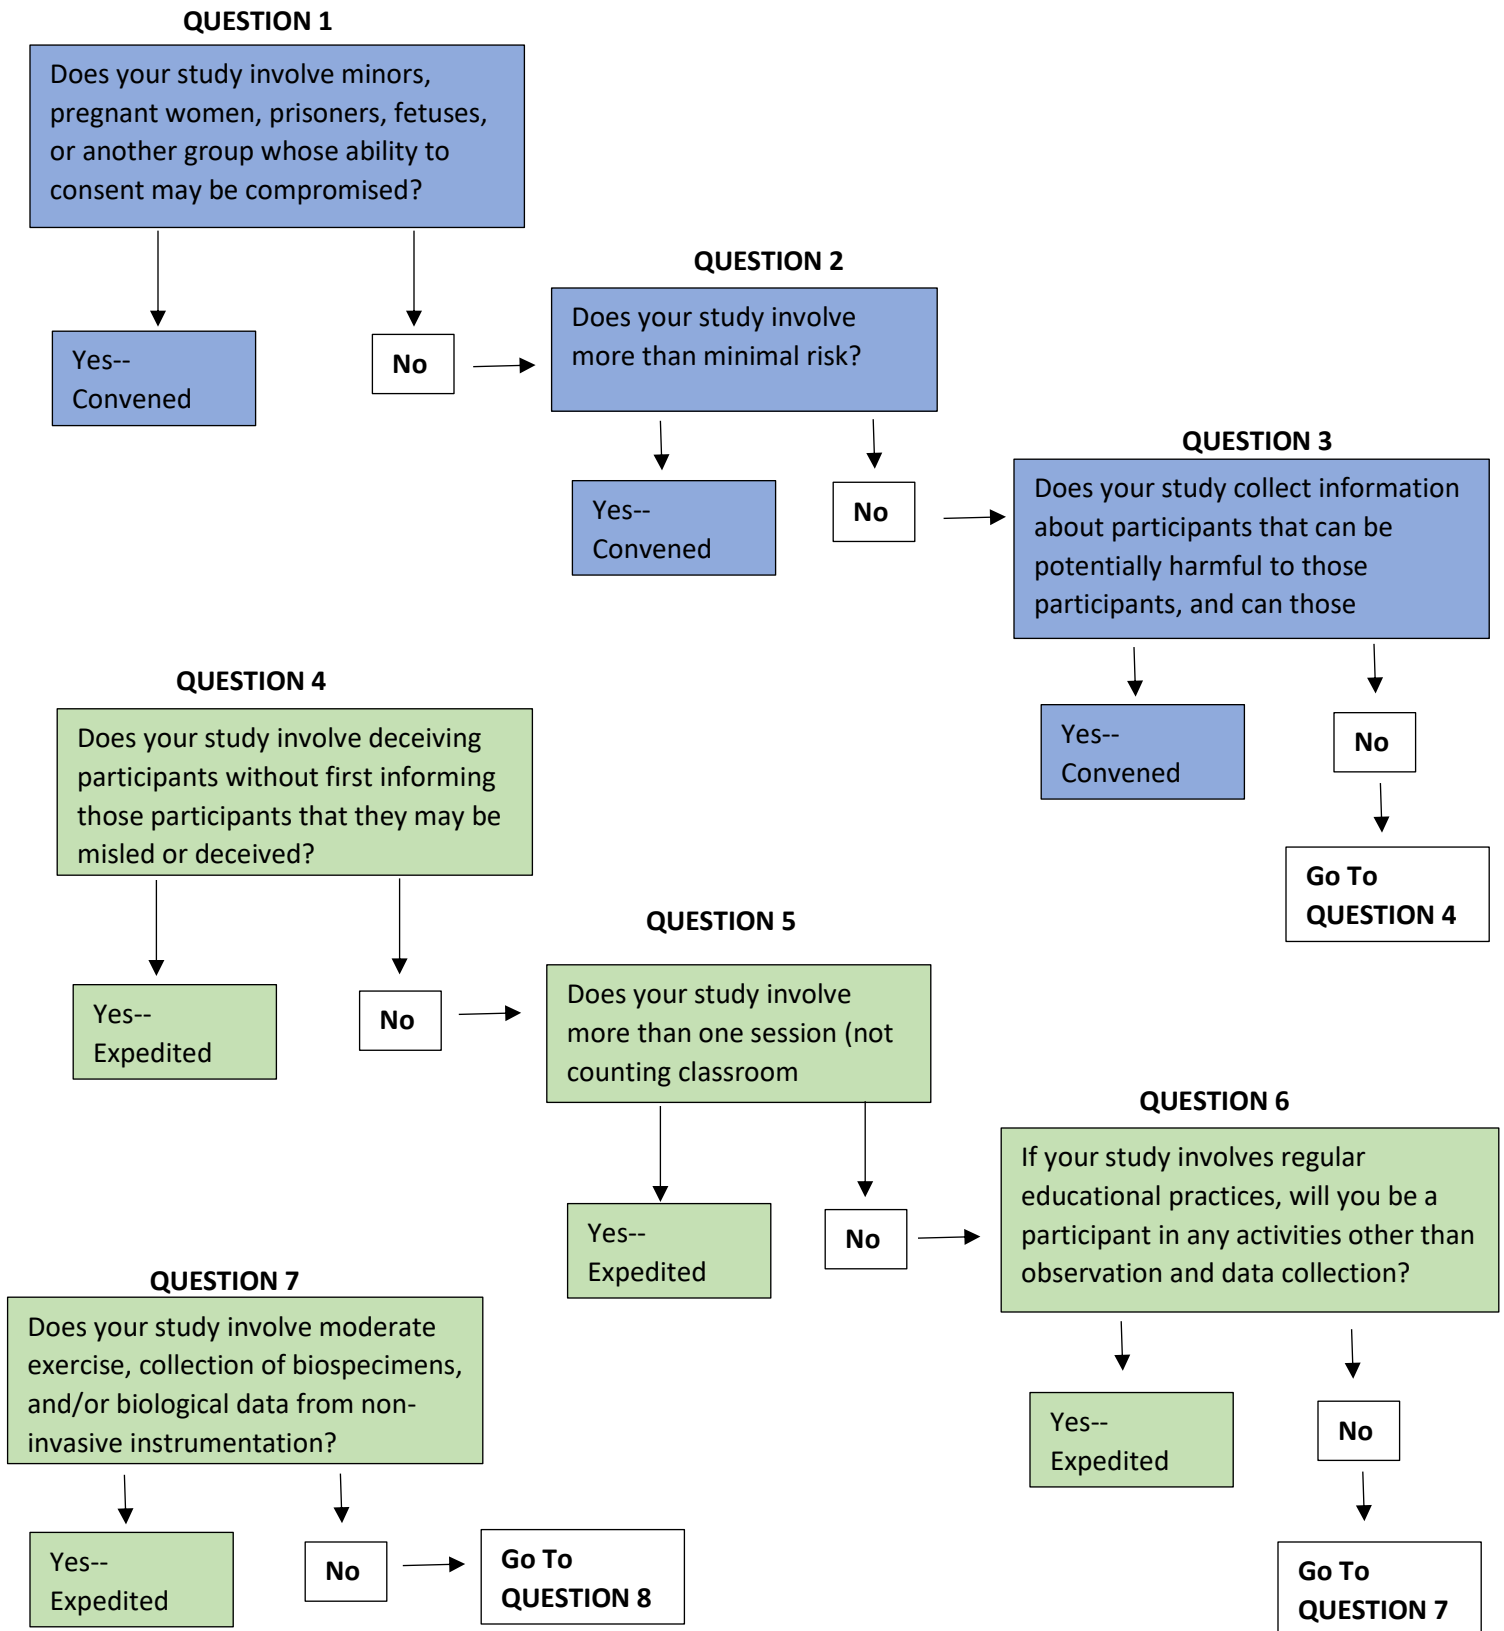 QUESTION 1
Does your study involve minors,
pregnant women, prisoners, fetuses,
or another group whose ability to
consent may be compromised?
Yes--
Convened
No
QUESTION 2
Does your study involve
more than minimal risk?
Yes--
Convened
No
QUESTION 3
Does your study collect information
about participants that can be
potentially harmful to those
participants, and can those
Yes--
Convened
No
Go To
QUESTION 4
QUESTION 4
Does your study involve deceiving
participants without first informing
those participants that they may be
misled or deceived?
Yes--
Expedited
No
QUESTION 5
Does your study involve
more than one session (not
counting classroom
Yes--
Expedited
No
QUESTION 6
If your study involves regular
educational practices, will you be a
participant in any activities other than
observation and data collection?
Yes--
Expedited
No
Go To
QUESTION 7
QUESTION 7
Does your study involve moderate
exercise, collection of biospecimens,
and/or biological data from non-
invasive instrumentation?
Yes--
Expedited
No
Go To
QUESTION 8